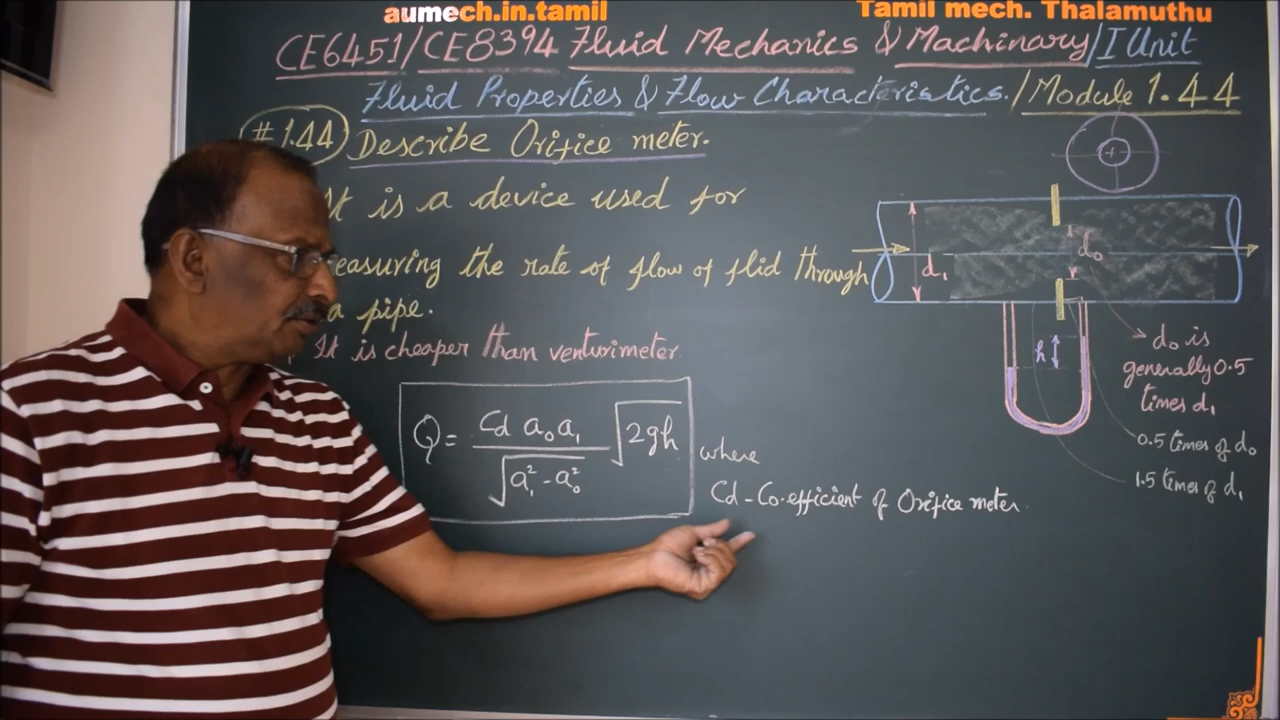 aumech.in.tamil
Tamil mech. Thalamuthu
CE6451/CE8394 Fluid Mechanics & Machinary/I Unit
Fluid Properties & Flow Characteristics./Module 1.44
#1.44 Describe Orifice meter.
It is a device used for
easuring the rate of flow of flid through
a pipe.
It is cheaper than venturimeter.
Q = Cd a₀a₁ / √(a₁² - a₀²) √2gh where
Cd - Co.efficient of Orifice meter.
d₁
d₀
h
d₀ is
generally 0.5
times d₁
0.5 times of d₀
1.5 times of d₁